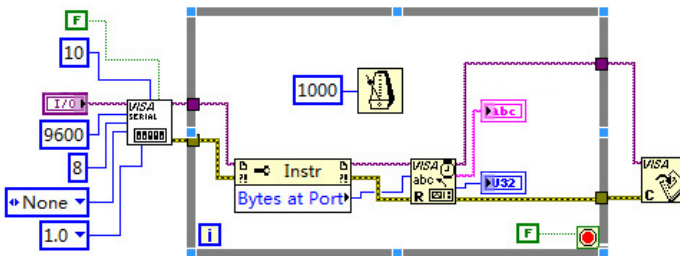 F
10
I/O
VISA
SERIAL
9600
8
None
1.0
1000
Instr
Bytes at Port
VISA
abc
R
abc
U32
i
F
VISA
C